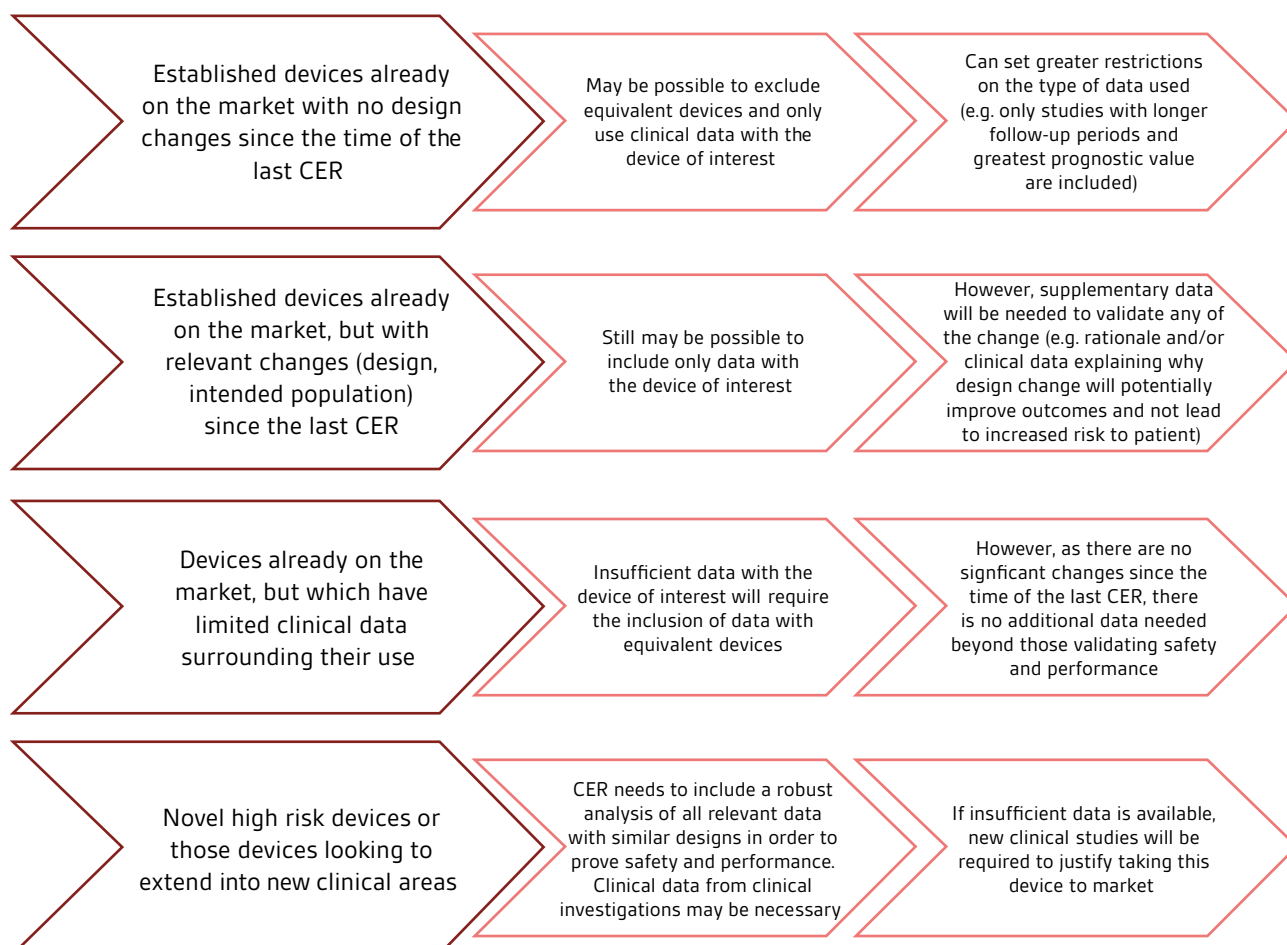 Established devices already
on the market with no design
changes since the time of the
last CER
May be possible to exclude
equivalent devices and only
use clinical data with the
device of interest
Can set greater restrictions
on the type of data used
(e.g. only studies with longer
follow-up periods and
greatest prognostic value
are included)
Established devices already
on the market, but with
relevant changes (design,
intended population)
since the last CER
Still may be possible to
include only data with
the device of interest
However, supplementary data
will be needed to validate any of
the change (e.g. rationale and/or
clinical data explaining why
design change will potentially
improve outcomes and not lead
to increased risk to patient)
Devices already on the
market, but which have
limited clinical data
surrounding their use
Insufficient data with the
device of interest will require
the inclusion of data with
equivalent devices
However, as there are no
signficant changes since the
time of the last CER, there
is no additional data needed
beyond those validating safety
and performance
Novel high risk devices or
those devices looking to
extend into new clinical areas
CER needs to include a robust
analysis of all relevant data
with similar designs in order to
prove safety and performance.
Clinical data from clinical
investigations may be necessary
If insufficient data is available,
new clinical studies will be
required to justify taking this
device to market